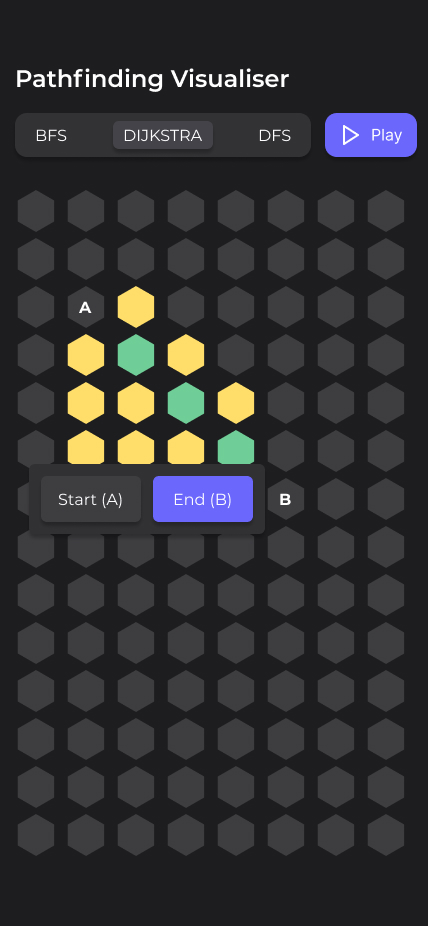 Pathfinding Visualiser
BFS DIJKSTRA DFS Play
A
Start (A) End (B) B